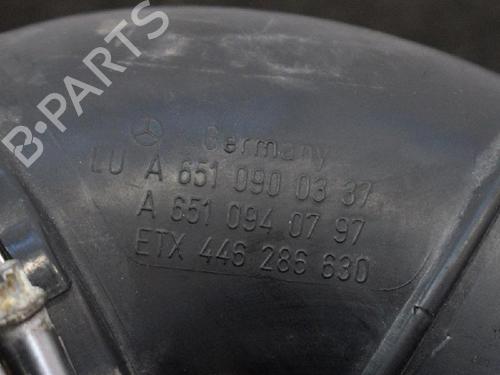 B-PARTS
Germany
LU A 651 090 03 37
A 651 094 07 97
ETX 446 286 630